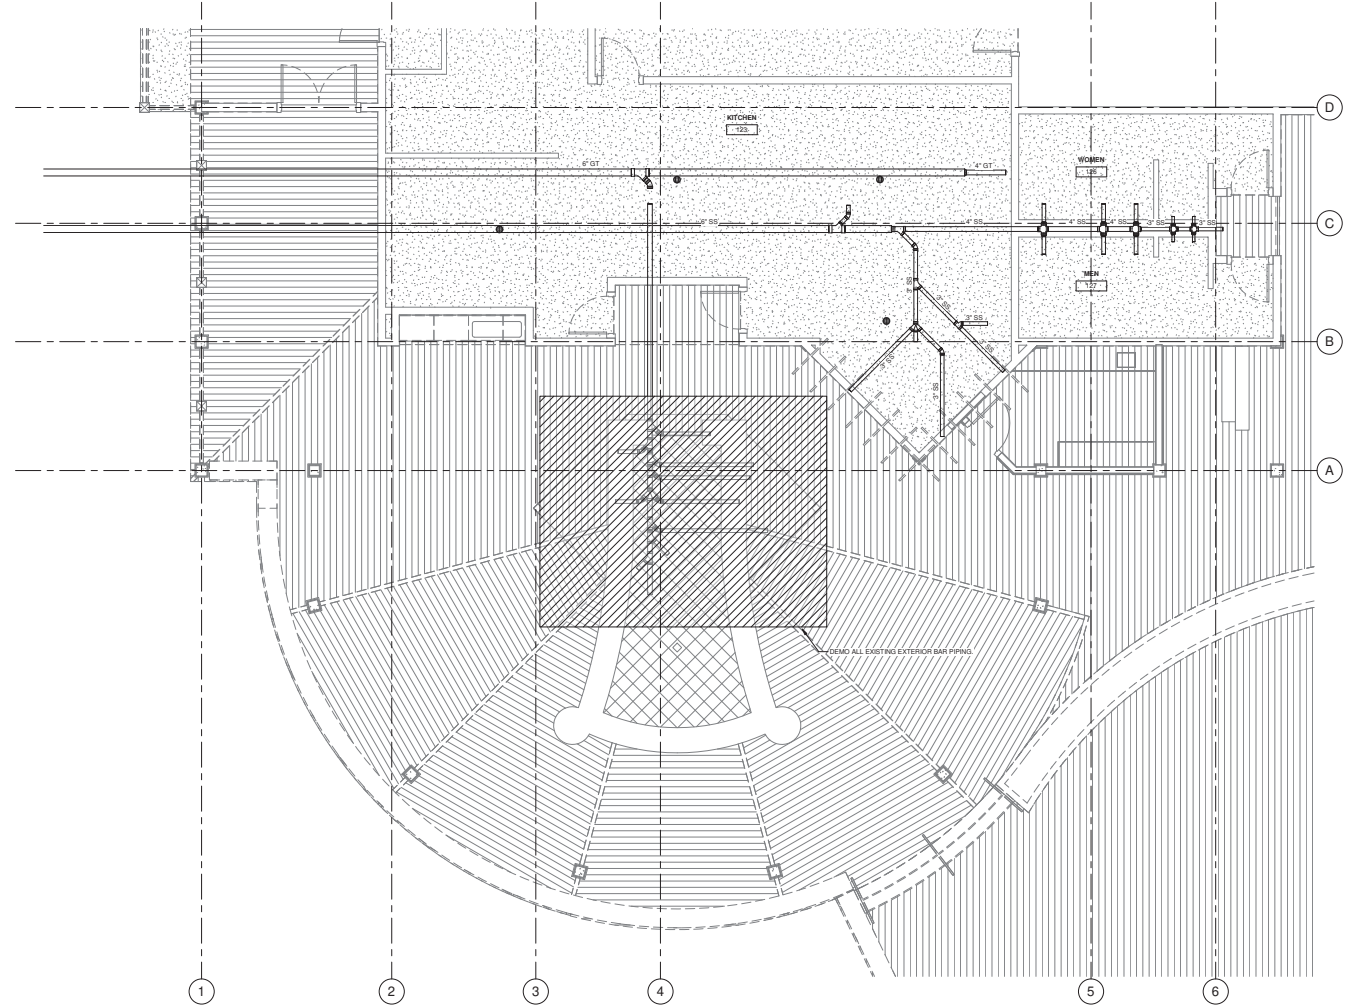 D
KITCHEN
123
WOMEN
126
6" GT
4" GT
C
6" SS
4" SS
4" SS
4" SS
3" SS
3" SS
MEN
127
3" SS
3" SS
3" SS
3" SS
3" SS
3" SS
B
A
DEMO ALL EXISTING EXTERIOR BAR PIPING.
1
2
3
4
5
6